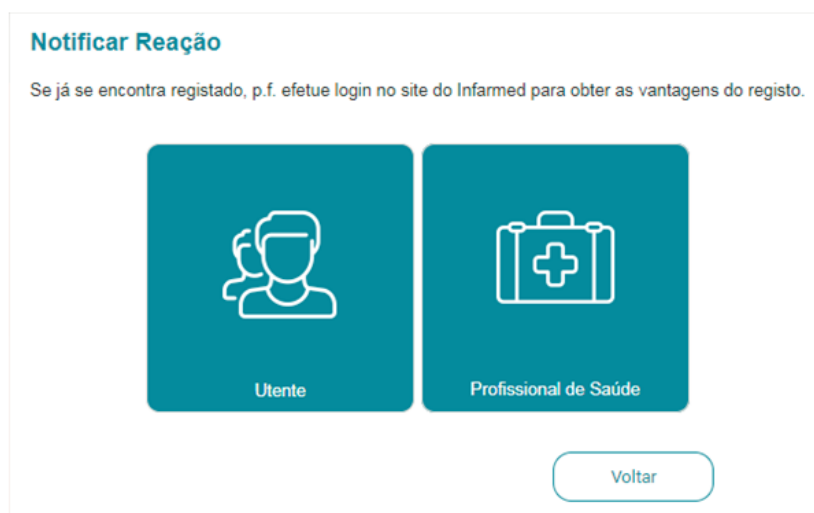 Notificar Reação
Se já se encontra registado, p.f. efetue login no site do Infarmed para obter as vantagens do registo.
Utente
Profissional de Saúde
Voltar